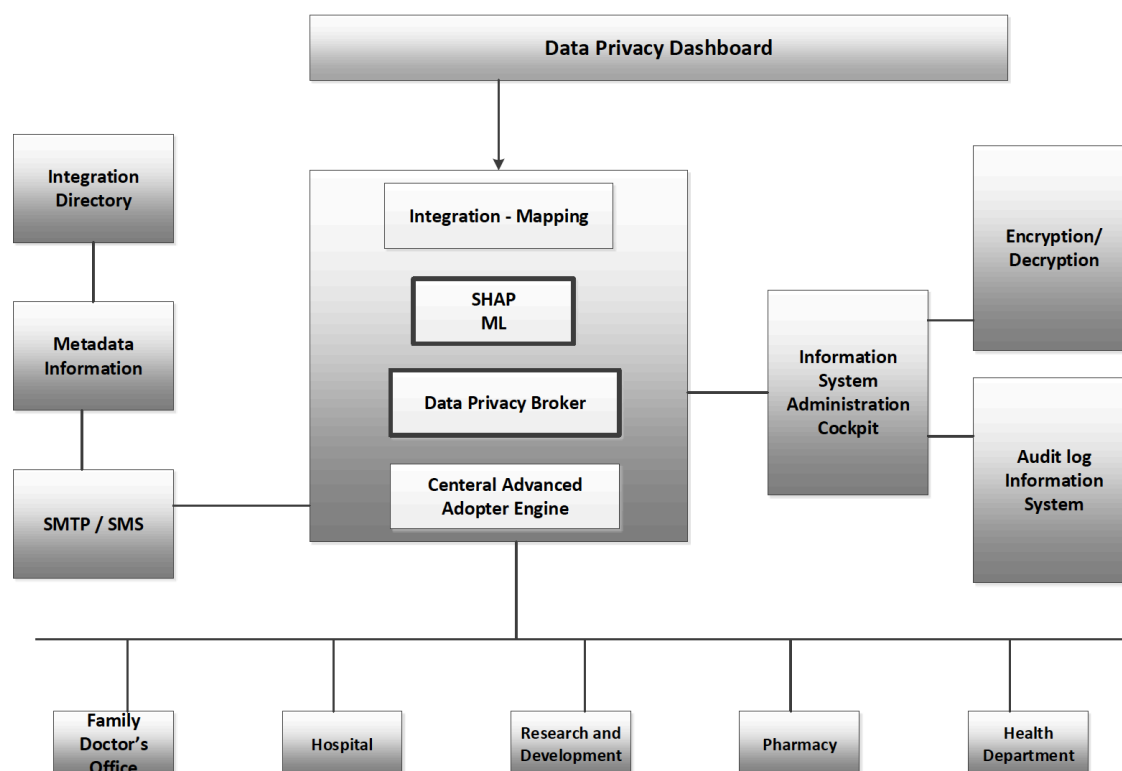 Data Privacy Dashboard
Integration
Directory
Metadada
Information
SMTP / SMS
Integration - Mapping
SHAP
ML
Data Privacy Broker
Centeral Advanced
Adopter Engine
Information
System
Administration
Cockpit
Encryption/
Decryption
Audit log
Information
System
Family
Doctor’s
Office
Hospital
Research and
Development
Pharmacy
Health
Department